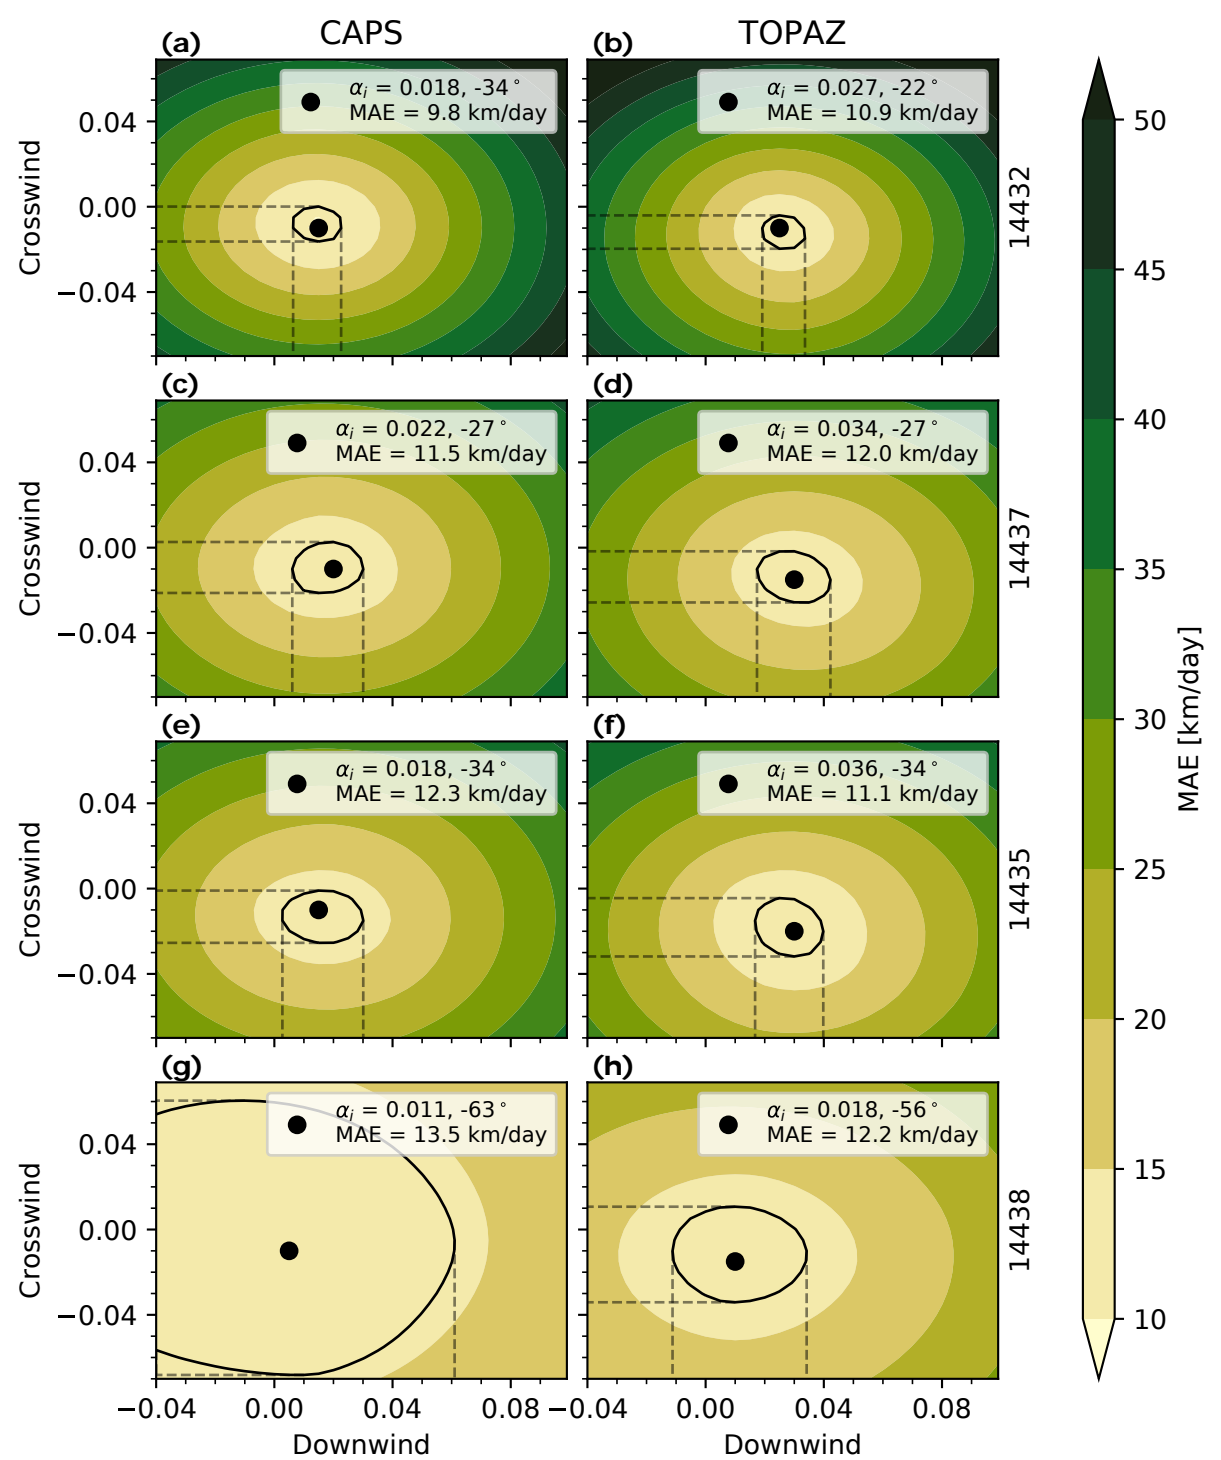 CAPS
TOPAZ
(a)
(b)
αi = 0.018, -34°
MAE = 9.8 km/day
αi = 0.027, -22°
MAE = 10.9 km/day
Crosswind
0.04
0.00
−0.04
14432
(c)
(d)
αi = 0.022, -27°
MAE = 11.5 km/day
αi = 0.034, -27°
MAE = 12.0 km/day
Crosswind
0.04
0.00
−0.04
14437
(e)
(f)
αi = 0.018, -34°
MAE = 12.3 km/day
αi = 0.036, -34°
MAE = 11.1 km/day
Crosswind
0.04
0.00
−0.04
14435
(g)
(h)
αi = 0.011, -63°
MAE = 13.5 km/day
αi = 0.018, -56°
MAE = 12.2 km/day
Crosswind
0.04
0.00
−0.04
14438
−0.04 0.00 0.04 0.08
−0.04 0.00 0.04 0.08
Downwind
Downwind
50
45
40
35
30
25
20
15
10
MAE [km/day]